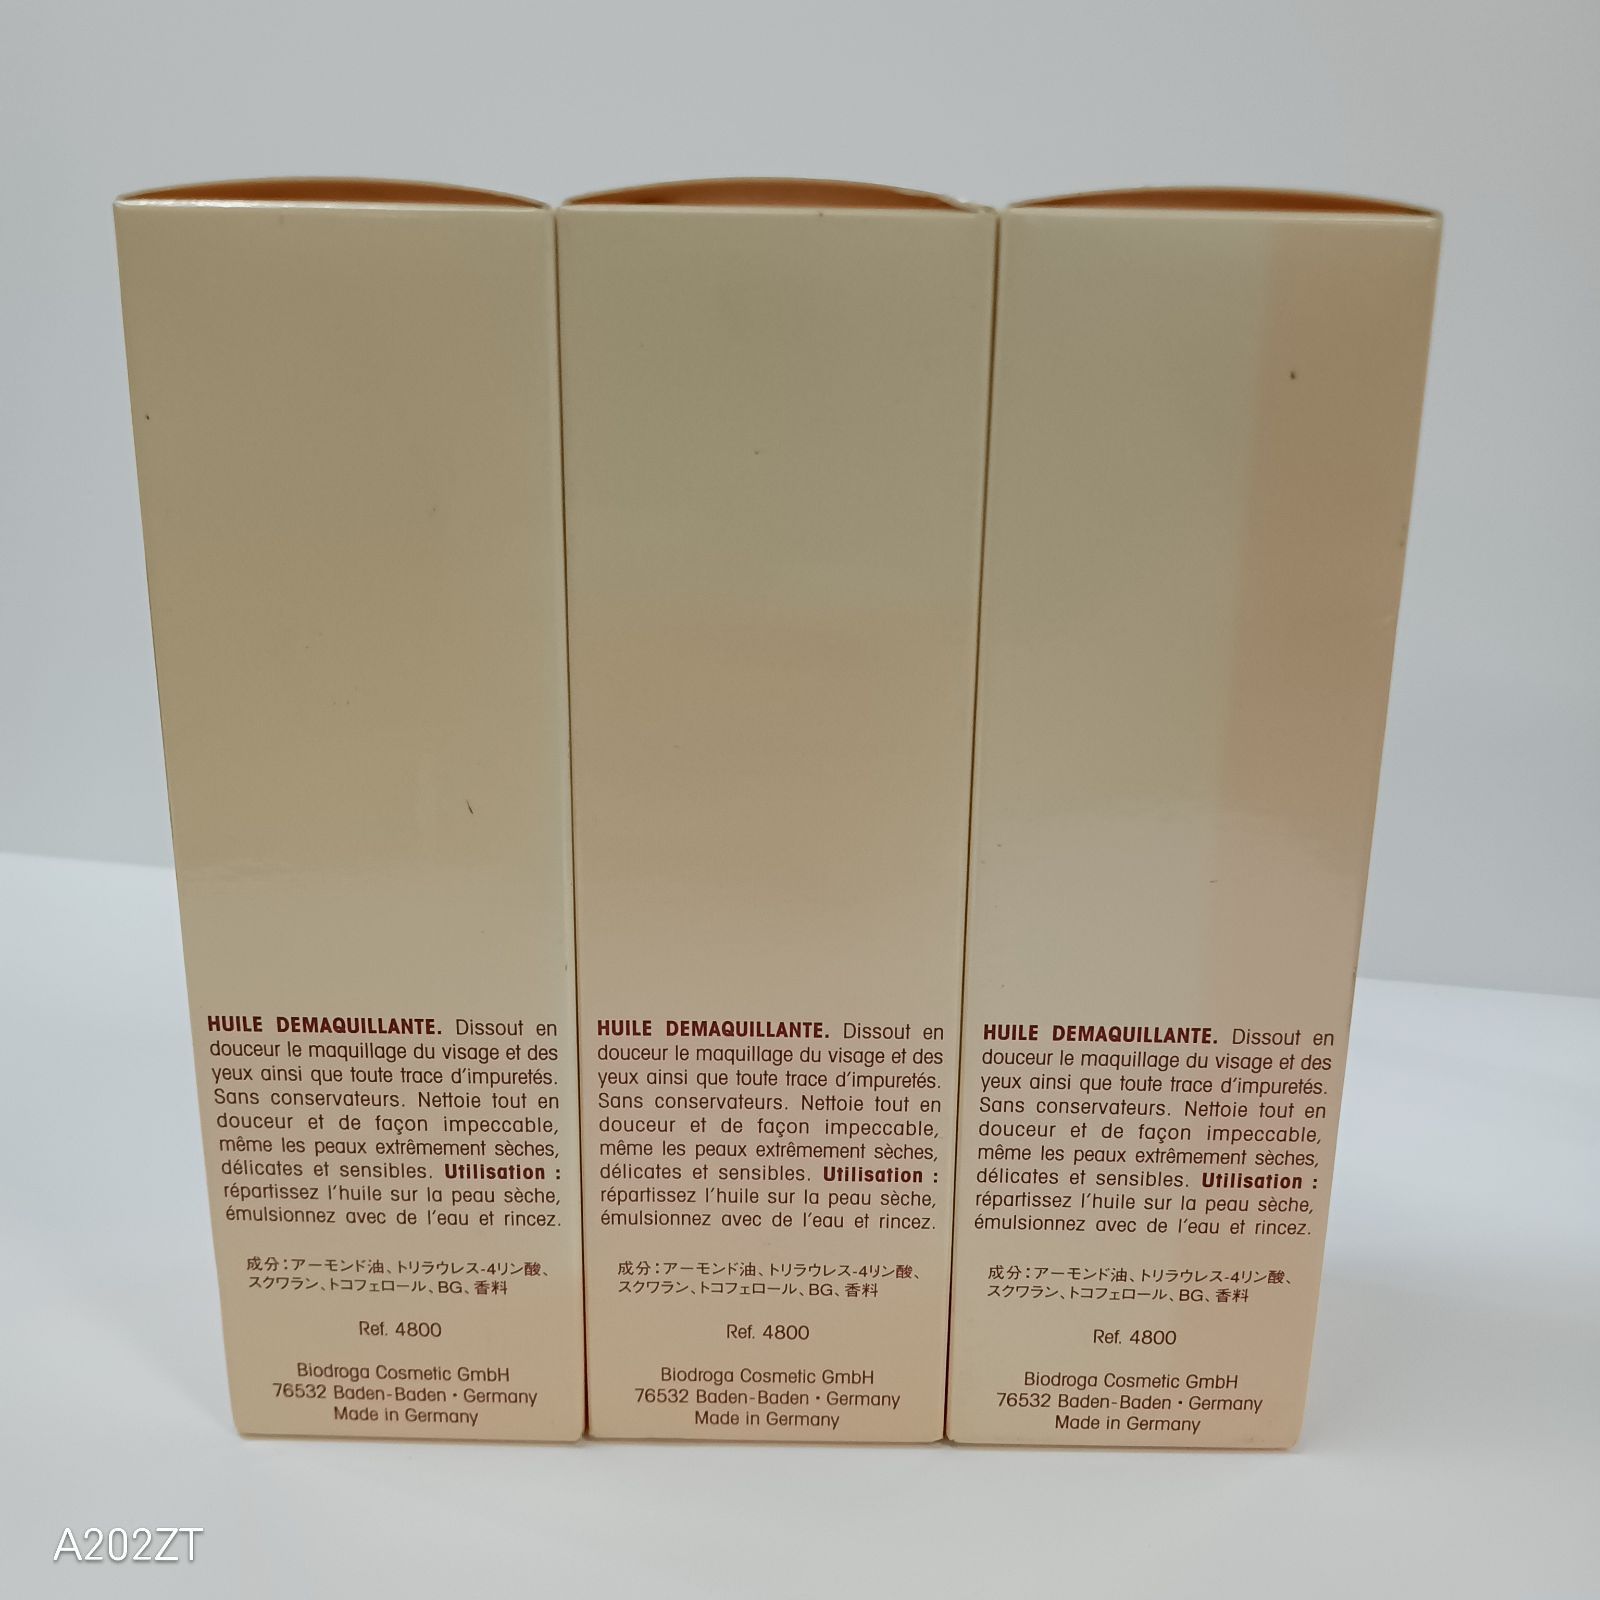 HUILE DEMAQUILLANTE. Dissout en
douceur le maquillage du visage et des
yeux ainsi que toute trace d'impuretés.
Sans conservateurs. Nettoie tout en
douceur et de façon impeccable,
même les peaux extrêmement sèches,
délicates et sensibles. Utilisation :
répartissez l'huile sur la peau sèche,
émulsionnez avec de l'eau et rincez.
成分：アーモンド油、トリラウレス-4リン酸、
スクワラン、トコフェロール、BG、香料
Ref. 4800
Biodroga Cosmetic GmbH
76532 Baden-Baden • Germany
Made in Germany
HUILE DEMAQUILLANTE. Dissout en
douceur le maquillage du visage et des
yeux ainsi que toute trace d'impuretés.
Sans conservateurs. Nettoie tout en
douceur et de façon impeccable,
même les peaux extrêmement sèches,
délicates et sensibles. Utilisation :
répartissez l'huile sur la peau sèche,
émulsionnez avec de l'eau et rincez.
成分：アーモンド油、トリラウレス-4リン酸、
スクワラン、トコフェロール、BG、香料
Ref. 4800
Biodroga Cosmetic GmbH
76532 Baden-Baden • Germany
Made in Germany
HUILE DEMAQUILLANTE. Dissout en
douceur le maquillage du visage et des
yeux ainsi que toute trace d'impuretés.
Sans conservateurs. Nettoie tout en
douceur et de façon impeccable,
même les peaux extrêmement sèches,
délicates et sensibles. Utilisation :
répartissez l'huile sur la peau sèche,
émulsionnez avec de l'eau et rincez.
成分：アーモンド油、トリラウレス-4リン酸、
スクワラン、トコフェロール、BG、香料
Ref. 4800
Biodroga Cosmetic GmbH
76532 Baden-Baden • Germany
Made in Germany
A202ZT